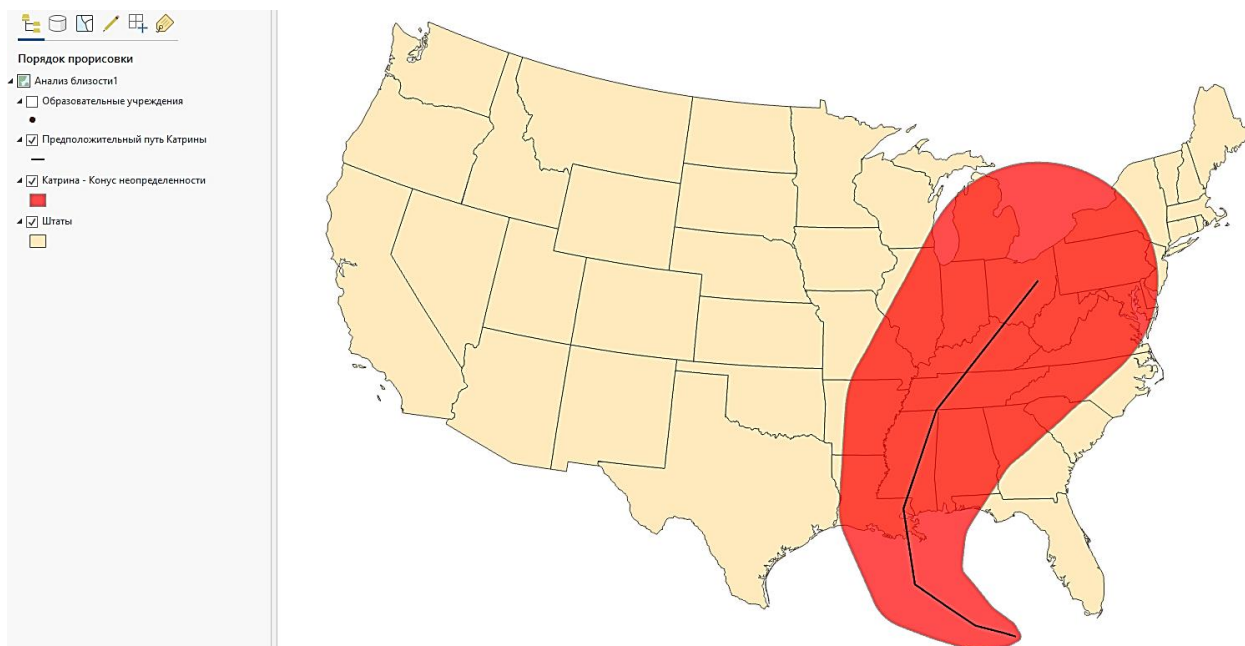 Порядок прорисовки
Анализ близости1
Образовательные учреждения
Предположительный путь Катрины
Катрина - Конус неопределенности
Штаты